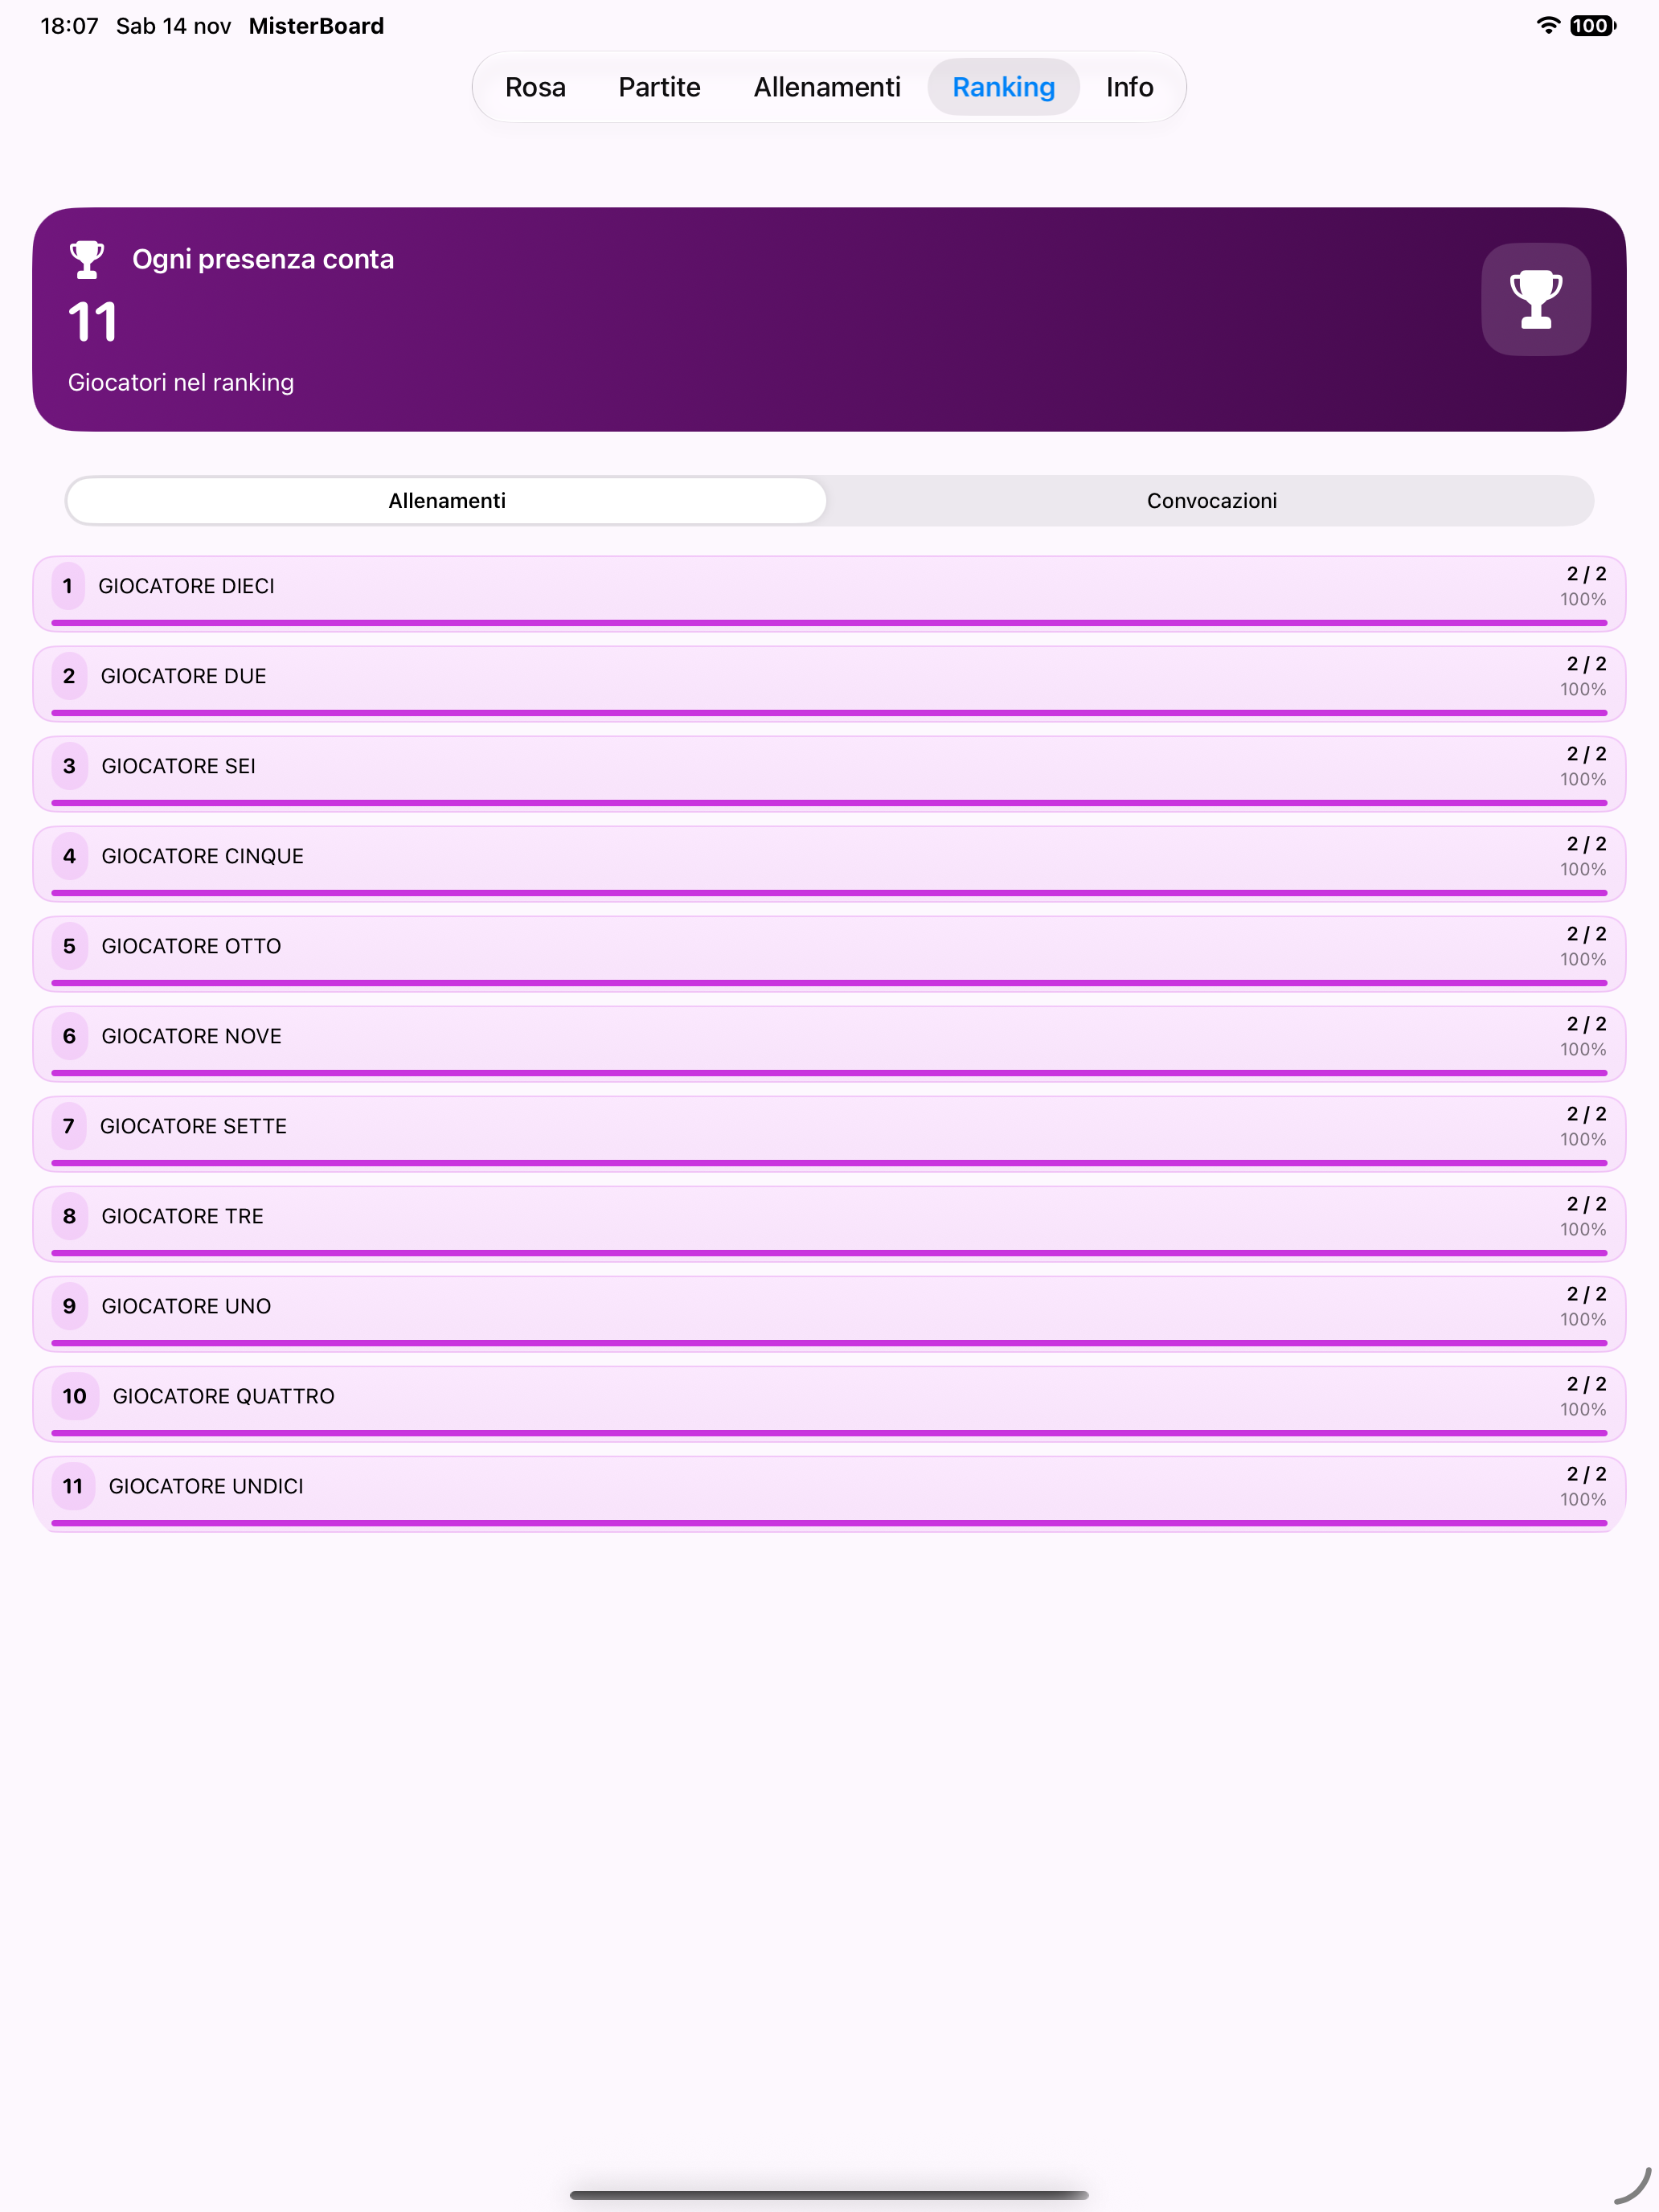 18:07 Sab 14 nov MisterBoard 100
Rosa Partite Allenamenti Ranking Info
Ogni presenza conta
11
Giocatori nel ranking
Allenamenti Convocazioni
1 GIOCATORE DIECI 2 / 2
100%
2 GIOCATORE DUE 2 / 2
100%
3 GIOCATORE SEI 2 / 2
100%
4 GIOCATORE CINQUE 2 / 2
100%
5 GIOCATORE OTTO 2 / 2
100%
6 GIOCATORE NOVE 2 / 2
100%
7 GIOCATORE SETTE 2 / 2
100%
8 GIOCATORE TRE 2 / 2
100%
9 GIOCATORE UNO 2 / 2
100%
10 GIOCATORE QUATTRO 2 / 2
100%
11 GIOCATORE UNDICI 2 / 2
100%